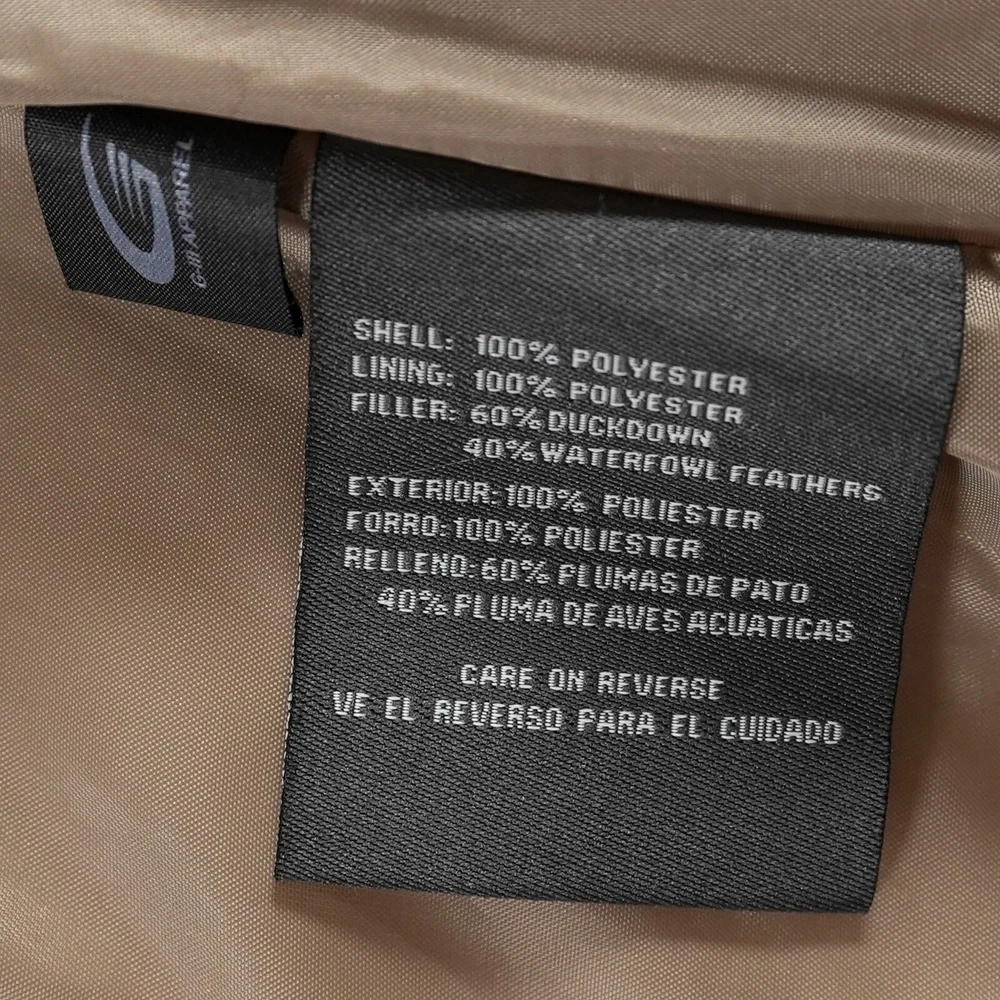 G-III APPAREL
SHELL: 100% POLYESTER
LINING: 100% POLYESTER
FILLER: 60% DUCKDOWN
40% WATERFOWL FEATHERS
EXTERIOR: 100% POLIESTER
FORRO: 100% POLIESTER
RELLENO: 60% PLUMAS DE PATO
40% PLUMA DE AVES ACUATICAS
CARE ON REVERSE
VE EL REVERSO PARA EL CUIDADO